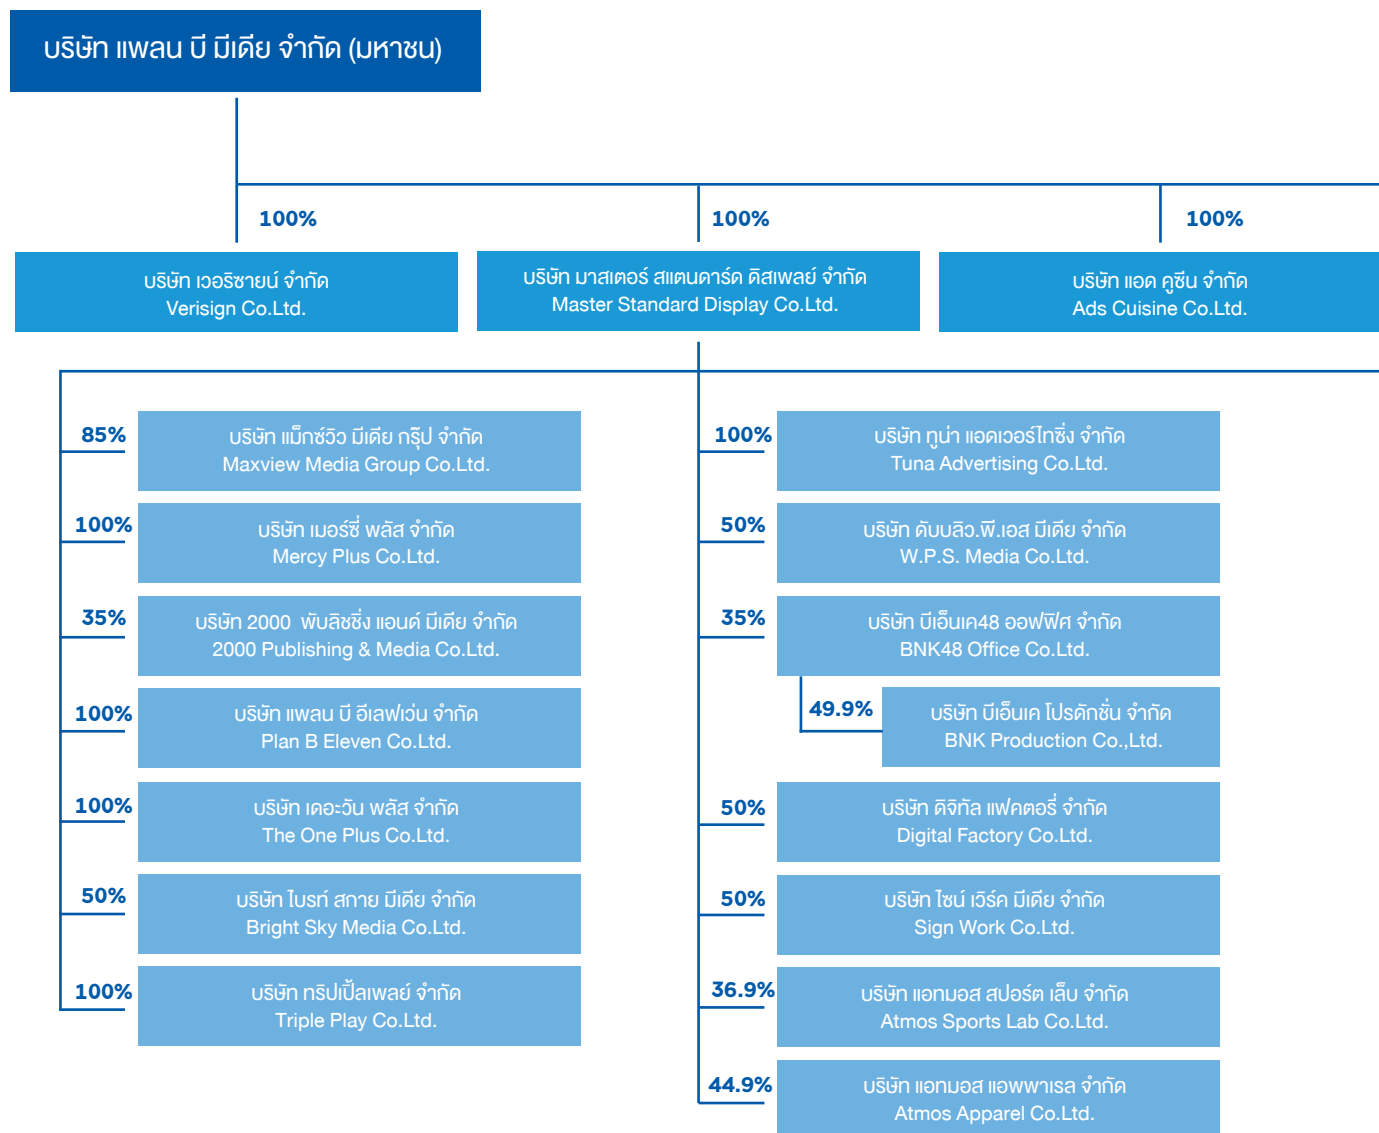 บริษัท แพลน บี มีเดีย จำกัด (มหาชน)
100%
100%
100%
บริษัท เวอริซายน์ จำกัด
Verisign Co.Ltd.
บริษัท มาสเตอร์ สแตนดาร์ด ดิสเพลย์ จำกัด
Master Standard Display Co.Ltd.
บริษัท แอด คูซีน จำกัด
Ads Cuisine Co.Ltd.
85%
บริษัท แม็กซ์วิว มีเดีย กรุ๊ป จำกัด
Maxview Media Group Co.Ltd.
100%
บริษัท เมอร์ซี่ พลัส จำกัด
Mercy Plus Co.Ltd.
35%
บริษัท 2000 พับลิชชิ่ง แอนด์ มีเดีย จำกัด
2000 Publishing & Media Co.Ltd.
100%
บริษัท แพลน บี อีเลฟเว่น จำกัด
Plan B Eleven Co.Ltd.
100%
บริษัท เดอะวัน พลัส จำกัด
The One Plus Co.Ltd.
50%
บริษัท ไบรท์ สกาย มีเดีย จำกัด
Bright Sky Media Co.Ltd.
100%
บริษัท ทริปเปิ้ลเพลย์ จำกัด
Triple Play Co.Ltd.
100%
บริษัท ทูน่า แอดเวอร์ไทซิ่ง จำกัด
Tuna Advertising Co.Ltd.
50%
บริษัท ดับบลิว.พี.เอส มีเดีย จำกัด
W.P.S. Media Co.Ltd.
35%
บริษัท บีเอ็นเค48 ออฟฟิศ จำกัด
BNK48 Office Co.Ltd.
49.9%
บริษัท บีเอ็นเค โปรดักชั่น จำกัด
BNK Production Co.,Ltd.
50%
บริษัท ดิจิทัล แฟคตอรี่ จำกัด
Digital Factory Co.Ltd.
50%
บริษัท ไซน์ เวิร์ค มีเดีย จำกัด
Sign Work Co.Ltd.
36.9%
บริษัท แอทมอส สปอร์ต เล็บ จำกัด
Atmos Sports Lab Co.Ltd.
44.9%
บริษัท แอทมอส แอพพาเรล จำกัด
Atmos Apparel Co.Ltd.